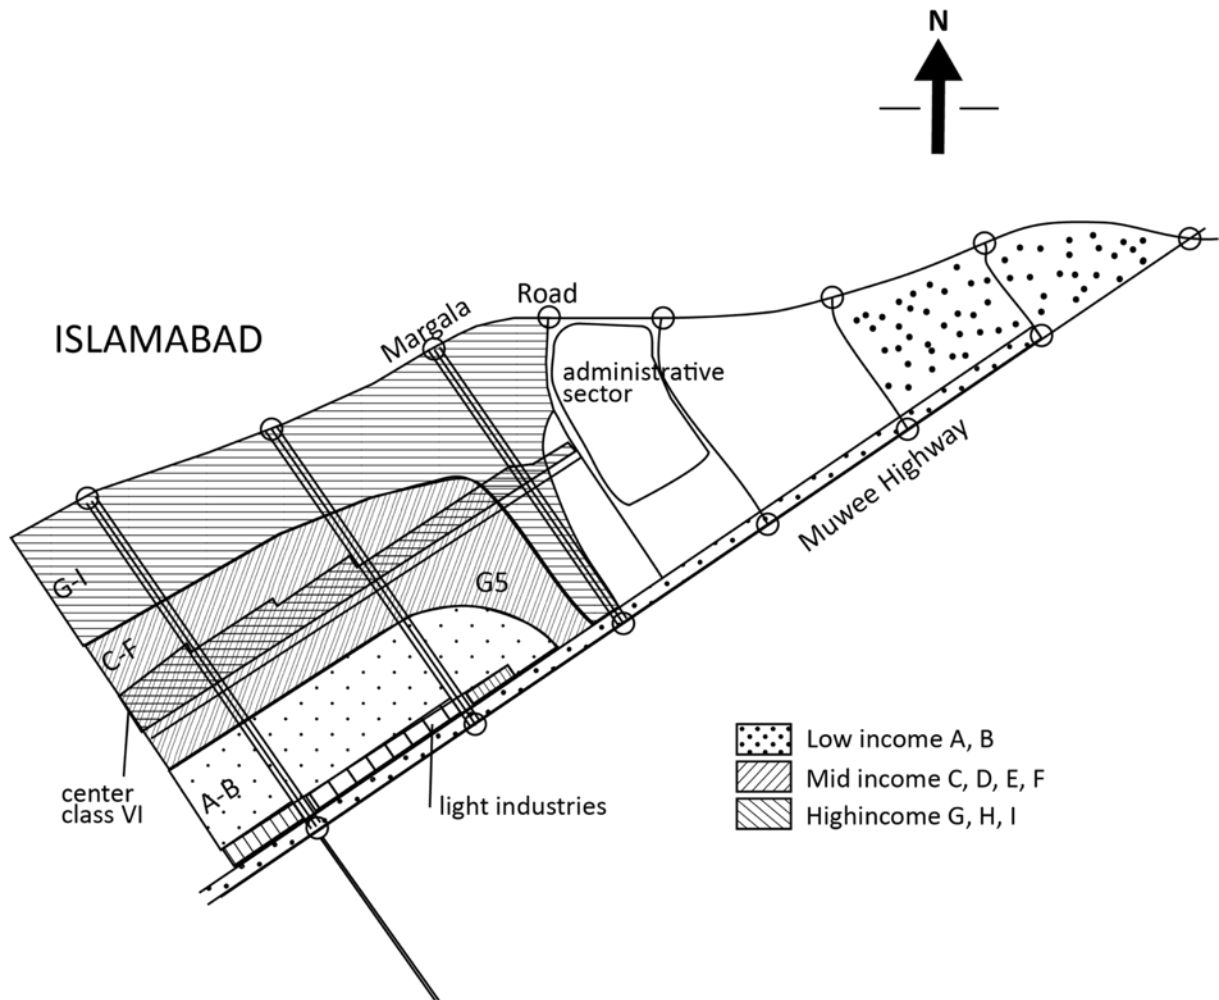 N
ISLAMABAD
Margala
Road
administrative
sector
G-I
C-F
G5
A-B
Muwee Highway
center
class VI
light industries
Low income A, B
Mid income C, D, E, F
Highincome G, H, I